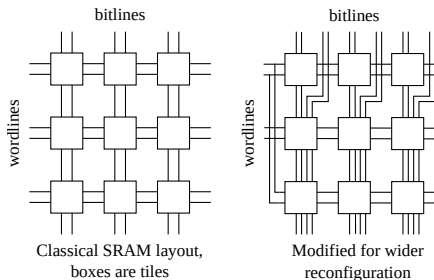 bitlines
bitlines
wordlines
wordlines
Classical SRAM layout,
boxes are tiles
Modified for wider
reconfiguration